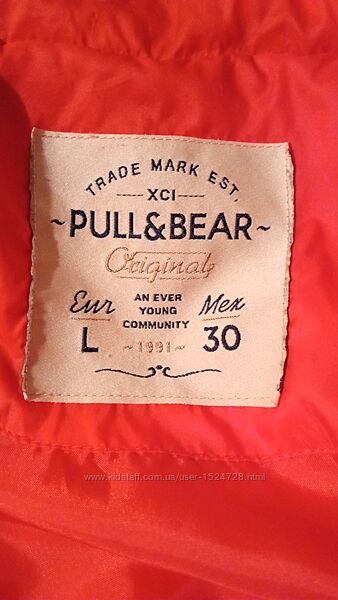 TRADE MARK EST.
XCI
~PULL&BEAR~
Originals
Eur AN EVER Mex
YOUNG
L COMMUNITY 30
~1991~
www.kidstaff.com.ua/user-1524728.html